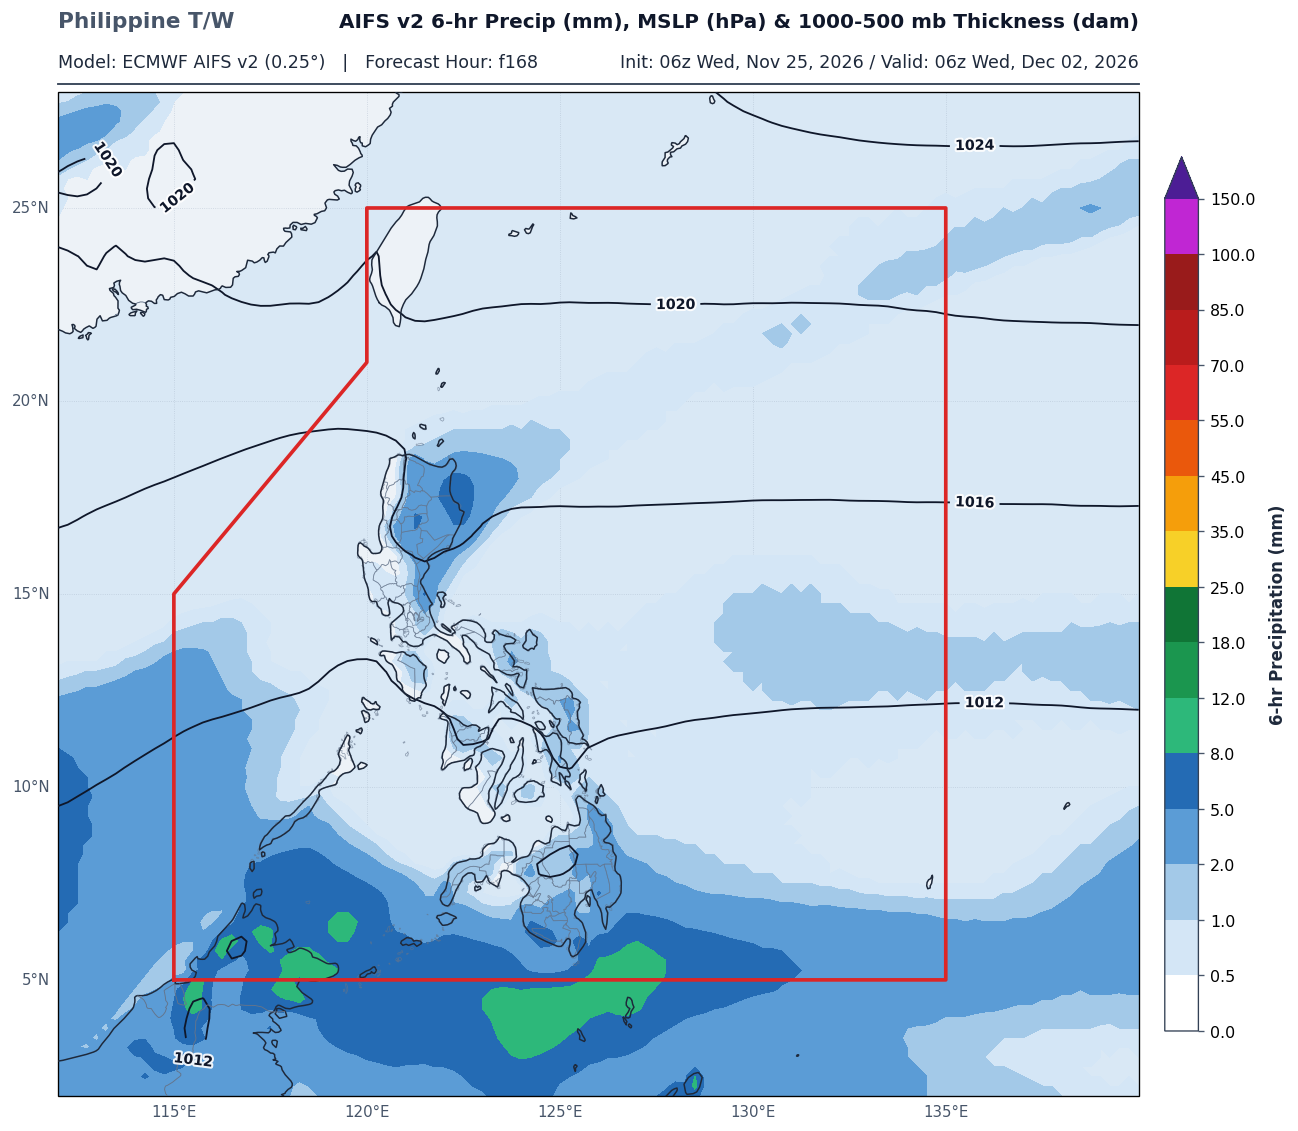 Philippine T/W
AIFS v2 6-hr Precip (mm), MSLP (hPa) & 1000-500 mb Thickness (dam)
Model: ECMWF AIFS v2 (0.25°)   |   Forecast Hour: f168
Init: 06z Wed, Nov 25, 2026 / Valid: 06z Wed, Dec 02, 2026
1024
1020
1020
1020
1016
1012
1012
25°N
20°N
15°N
10°N
5°N
115°E
120°E
125°E
130°E
135°E
150.0
100.0
85.0
70.0
55.0
45.0
35.0
25.0
18.0
12.0
8.0
5.0
2.0
1.0
0.5
0.0
6-hr Precipitation (mm)